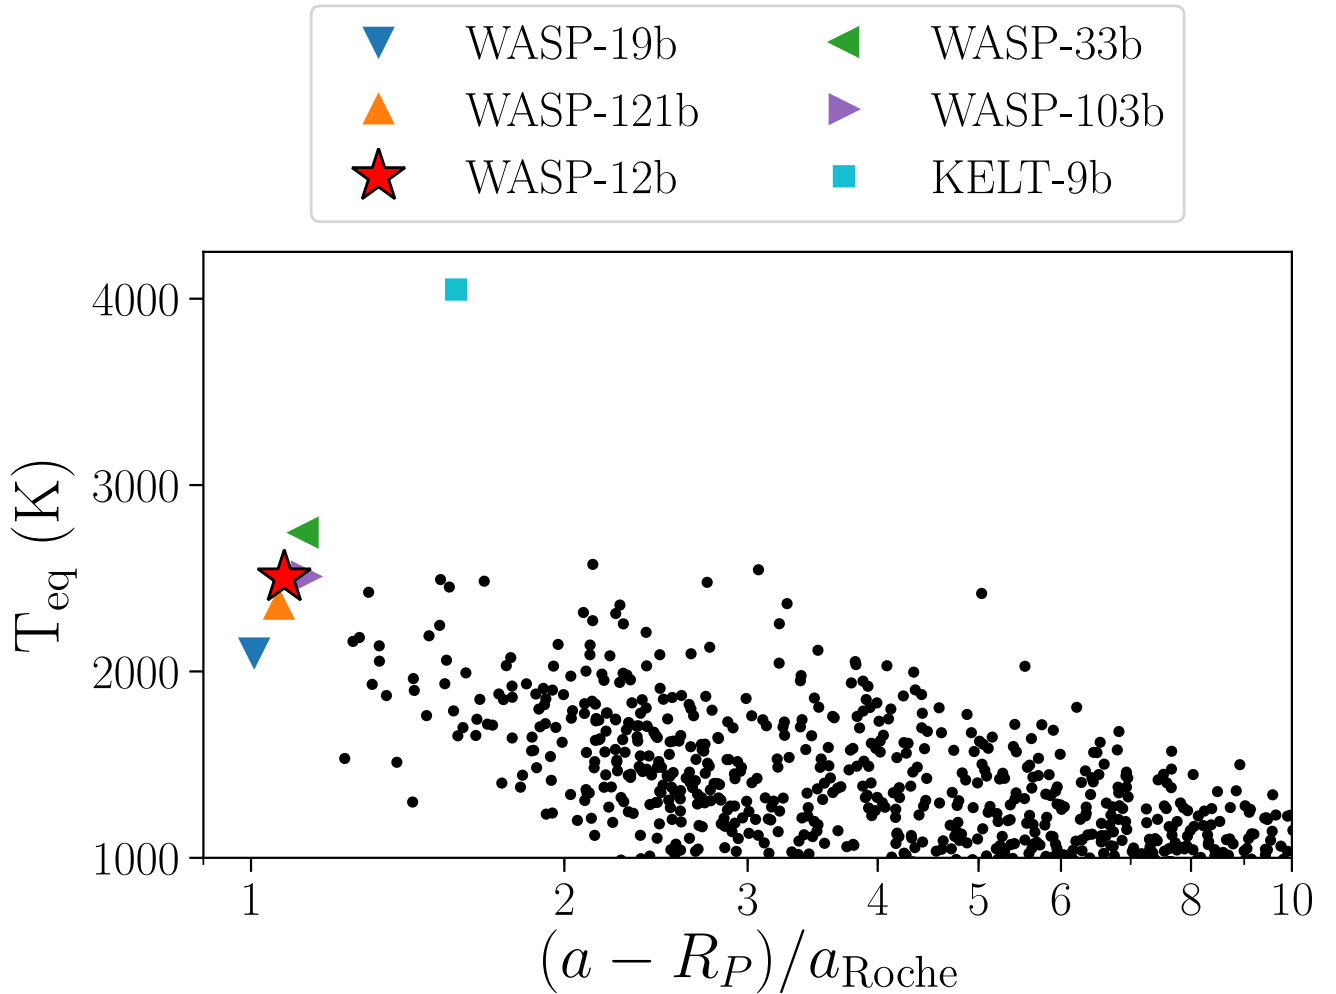 WASP-19b
WASP-121b
WASP-12b
WASP-33b
WASP-103b
KELT-9b
4000
3000
2000
1000
T_eq (K)
1 2 3 4 5 6 8 10
(a − R_P)/a_Roche